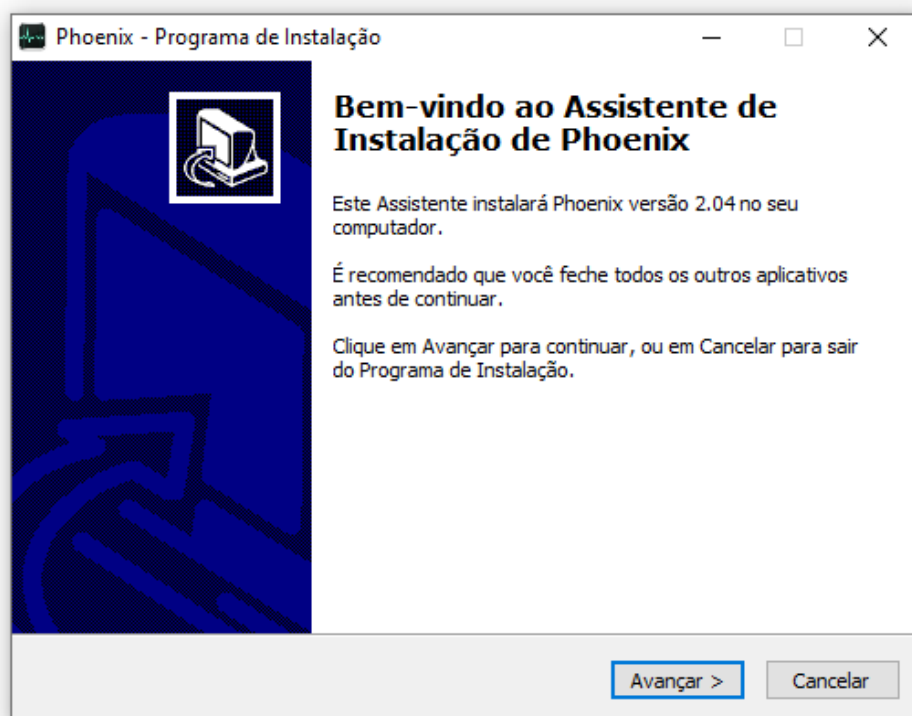 Phoenix - Programa de Instalação
Bem-vindo ao Assistente de
Instalação de Phoenix
Este Assistente instalará Phoenix versão 2.04 no seu
computador.
É recomendado que você feche todos os outros aplicativos
antes de continuar.
Clique em Avançar para continuar, ou em Cancelar para sair
do Programa de Instalação.
Avançar >
Cancelar